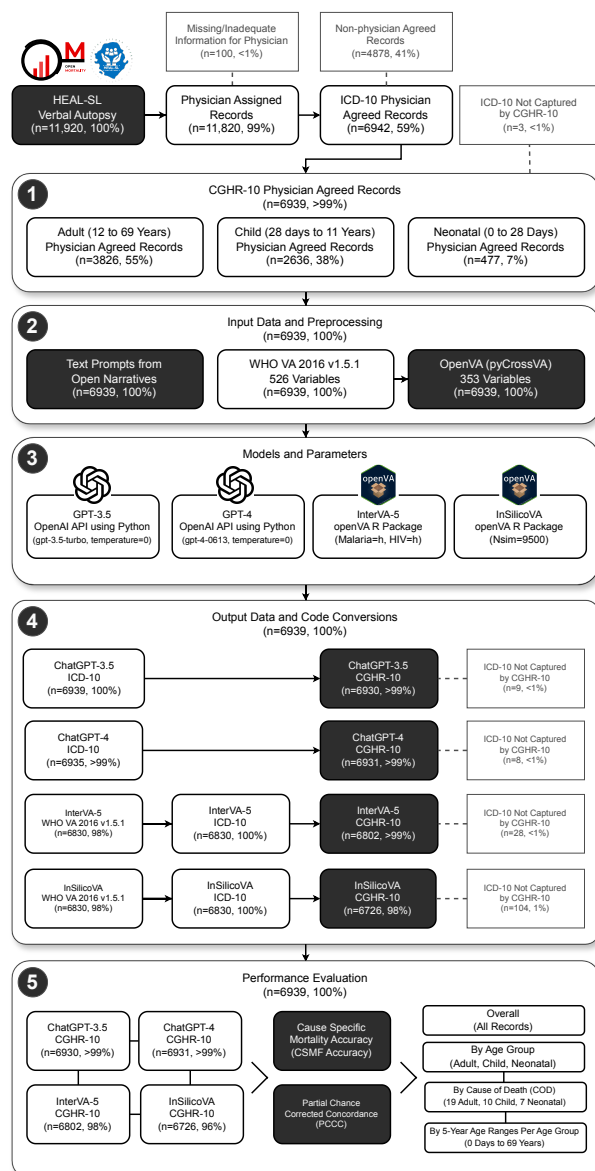 Missing/Inadequate
Information for Physician
(n=100, <1%)
Non-physician Agreed
Records
(n=4878, 41%)
M
OPEN
MORTALITY
HEAL-SL
HEAL-SL
Verbal Autopsy
(n=11,920, 100%)
Physician Assigned
Records
(n=11,820, 99%)
ICD-10 Physician
Agreed Records
(n=6942, 59%)
ICD-10 Not Captured
by CGHR-10
(n=3, <1%)
1
CGHR-10 Physician Agreed Records
(n=6939, >99%)
Adult (12 to 69 Years)
Physician Agreed Records
(n=3826, 55%)
Child (28 days to 11 Years)
Physician Agreed Records
(n=2636, 38%)
Neonatal (0 to 28 Days)
Physician Agreed Records
(n=477, 7%)
2
Input Data and Preprocessing
(n=6939, 100%)
Text Prompts from
Open Narratives
(n=6939, 100%)
WHO VA 2016 v1.5.1
526 Variables
(n=6939, 100%)
OpenVA (pyCrossVA)
353 Variables
(n=6939, 100%)
3
Models and Parameters
GPT-3.5
OpenAI API using Python
(gpt-3.5-turbo, temperature=0)
GPT-4
OpenAI API using Python
(gpt-4-0613, temperature=0)
openVA
InterVA-5
openVA R Package
(Malaria=h, HIV=h)
openVA
InSilicoVA
openVA R Package
(Nsim=9500)
4
Output Data and Code Conversions
(n=6939, 100%)
ChatGPT-3.5
ICD-10
(n=6939, 100%)
ChatGPT-3.5
CGHR-10
(n=6930, >99%)
ICD-10 Not Captured
by CGHR-10
(n=9, <1%)
ChatGPT-4
ICD-10
(n=6935, >99%)
ChatGPT-4
CGHR-10
(n=6931, >99%)
ICD-10 Not Captured
by CGHR-10
(n=8, <1%)
InterVA-5
WHO VA 2016 v1.5.1
(n=6830, 98%)
InterVA-5
ICD-10
(n=6830, 100%)
InterVA-5
CGHR-10
(n=6802, >99%)
ICD-10 Not Captured
by CGHR-10
(n=28, <1%)
InSilicoVA
WHO VA 2016 v1.5.1
(n=6830, 98%)
InSilicoVA
ICD-10
(n=6830, 100%)
InSilicoVA
CGHR-10
(n=6726, 98%)
ICD-10 Not Captured
by CGHR-10
(n=104, 1%)
5
Performance Evaluation
(n=6939, 100%)
ChatGPT-3.5
CGHR-10
(n=6930, >99%)
ChatGPT-4
CGHR-10
(n=6931, >99%)
InterVA-5
CGHR-10
(n=6802, 98%)
InSilicoVA
CGHR-10
(n=6726, 96%)
Cause Specific
Mortality Accuracy
(CSMF Accuracy)
Partial Chance
Corrected Concordance
(PCCC)
Overall
(All Records)
By Age Group
(Adult, Child, Neonatal)
By Cause of Death (COD)
(19 Adult, 10 Child, 7 Neonatal)
By 5-Year Age Ranges Per Age Group
(0 Days to 69 Years)